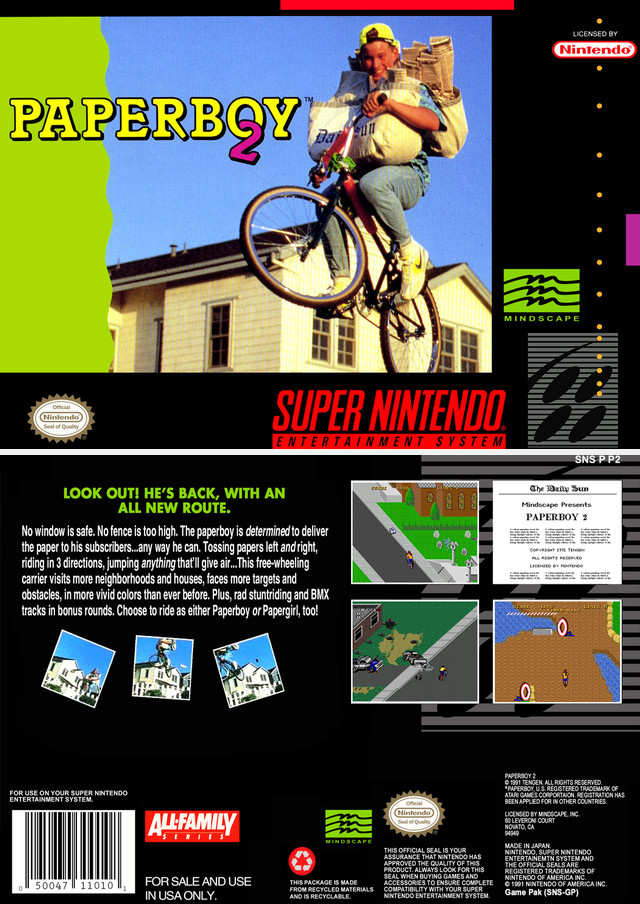 LICENSED BY
Nintendo
PAPERBOY™
2
Daily Sun
MINDSCAPE
Official
Nintendo
Seal of Quality
SUPER NINTENDO
ENTERTAINMENT SYSTEM
SNS P P2
LOOK OUT! HE'S BACK, WITH AN
ALL NEW ROUTE.
No window is safe. No fence is too high. The paperboy is determined to deliver
the paper to his subscribers...any way he can. Tossing papers left and right,
riding in 3 directions, jumping anything that'll give air...This free-wheeling
carrier visits more neighborhoods and houses, faces more targets and
obstacles, in more vivid colors than ever before. Plus, rad stuntriding and BMX
tracks in bonus rounds. Choose to ride as either Paperboy or Papergirl, too!
The Daily Sun
Mindscape Presents
PAPERBOY 2
COPYRIGHT 1991 TENGEN
ALL RIGHTS RESERVED
LICENSED BY NINTENDO
FOR USE ON YOUR SUPER NINTENDO
ENTERTAINMENT SYSTEM.
0 50047 11010 1
ALL-FAMILY
SERIES
FOR SALE AND USE
IN USA ONLY.
MINDSCAPE
THIS PACKAGE IS MADE
FROM RECYCLED MATERIALS
AND IS RECYCLABLE.
Official
Nintendo
Seal of Quality
THIS OFFICIAL SEAL IS YOUR
ASSURANCE THAT NINTENDO HAS
APPROVED THE QUALITY OF THIS
PRODUCT. ALWAYS LOOK FOR THIS
SEAL WHEN BUYING GAMES AND
ACCESSORIES TO ENSURE COMPLETE
COMPATIBILITY WITH YOUR SUPER
NINTENDO ENTERTAINMENT SYSTEM.
PAPERBOY 2
© 1991 TENGEN. ALL RIGHTS RESERVED.
*PAPERBOY, U.S. REGISTERED TRADEMARK OF
ATARI GAMES CORPORTAION. REGISTRATION HAS
BEEN APPLIED FOR IN OTHER COUNTRIES.
LICENSED BY MINDSCAPE, INC.
60 LEVERONI COURT
NOVATO, CA
94949
MADE IN JAPAN.
NINTENDO, SUPER NINTENDO
ENTERTAINEMTN SYSTEM AND
THE OFFICIAL SEALS ARE
REGISTERED TRADEMARKS OF
NINTENDO OF AMERICA INC.
© 1991 NINTENDO OF AMERICA INC.
Game Pak (SNS-GP)